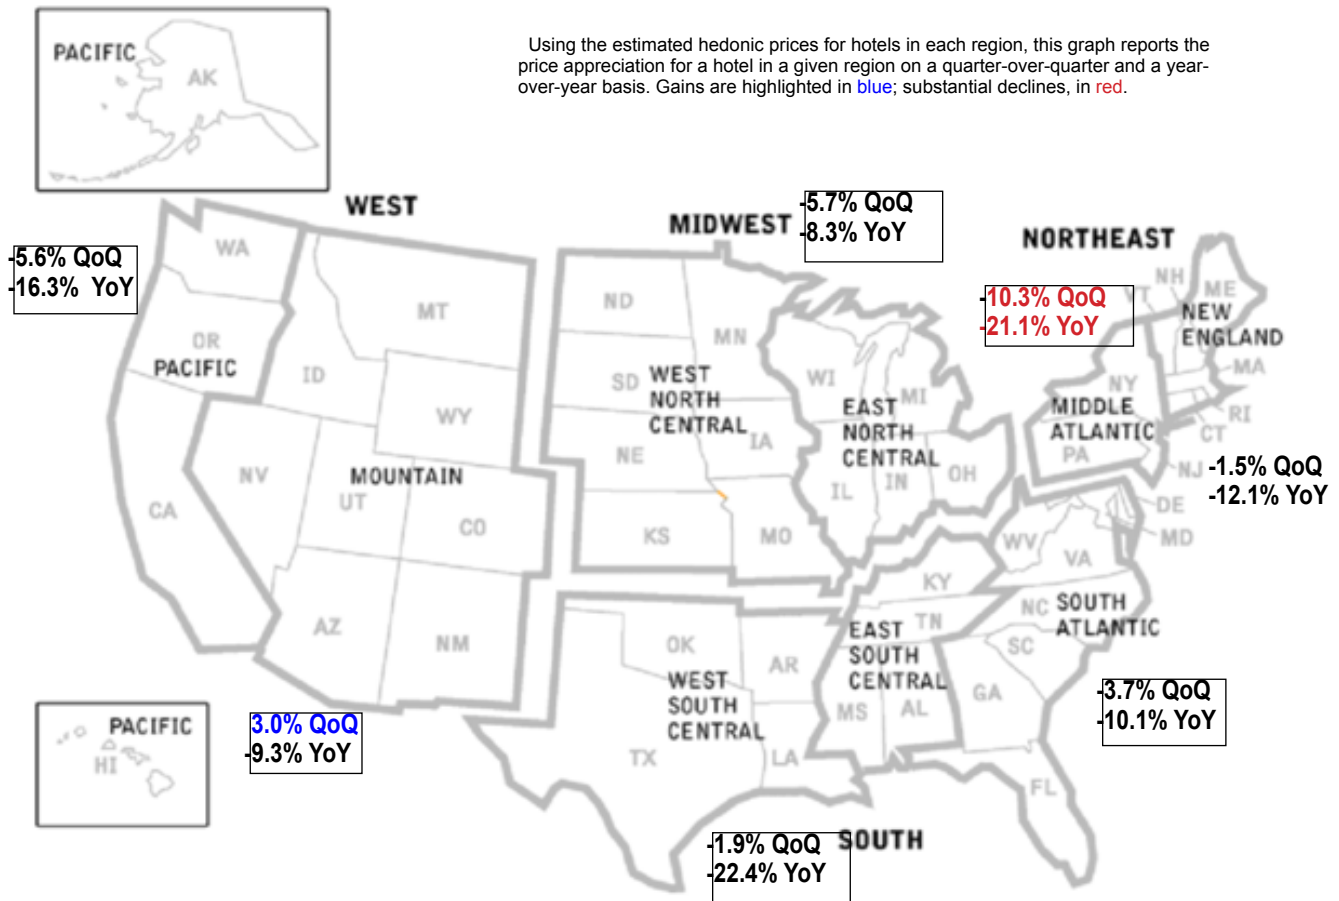 PACIFIC
AK
Using the estimated hedonic prices for hotels in each region, this graph reports the
price appreciation for a hotel in a given region on a quarter-over-quarter and a year-
over-year basis. Gains are highlighted in blue; substantial declines, in red.
WEST
MIDWEST
-5.7% QoQ
-8.3% YoY
NORTHEAST
-5.6% QoQ
-16.3% YoY
-10.3% QoQ
-21.1% YoY
WA
OR
PACIFIC
CA
MT
ID
WY
NV
MOUNTAIN
UT
CO
AZ
NM
ND
MN
SD
WEST
NORTH
CENTRAL
IA
NE
KS
MO
WI
MI
EAST
NORTH
CENTRAL
IL
IN
OH
NH
VT
ME
NEW
ENGLAND
MA
RI
CT
NY
MIDDLE
ATLANTIC
PA
NJ
-1.5% QoQ
-12.1% YoY
DE
MD
WV
VA
KY
NC
SOUTH
ATLANTIC
TN
SC
EAST
SOUTH
CENTRAL
MS
AL
GA
FL
-3.7% QoQ
-10.1% YoY
OK
AR
WEST
SOUTH
CENTRAL
TX
LA
PACIFIC
HI
3.0% QoQ
-9.3% YoY
-1.9% QoQ
-22.4% YoY
SOUTH